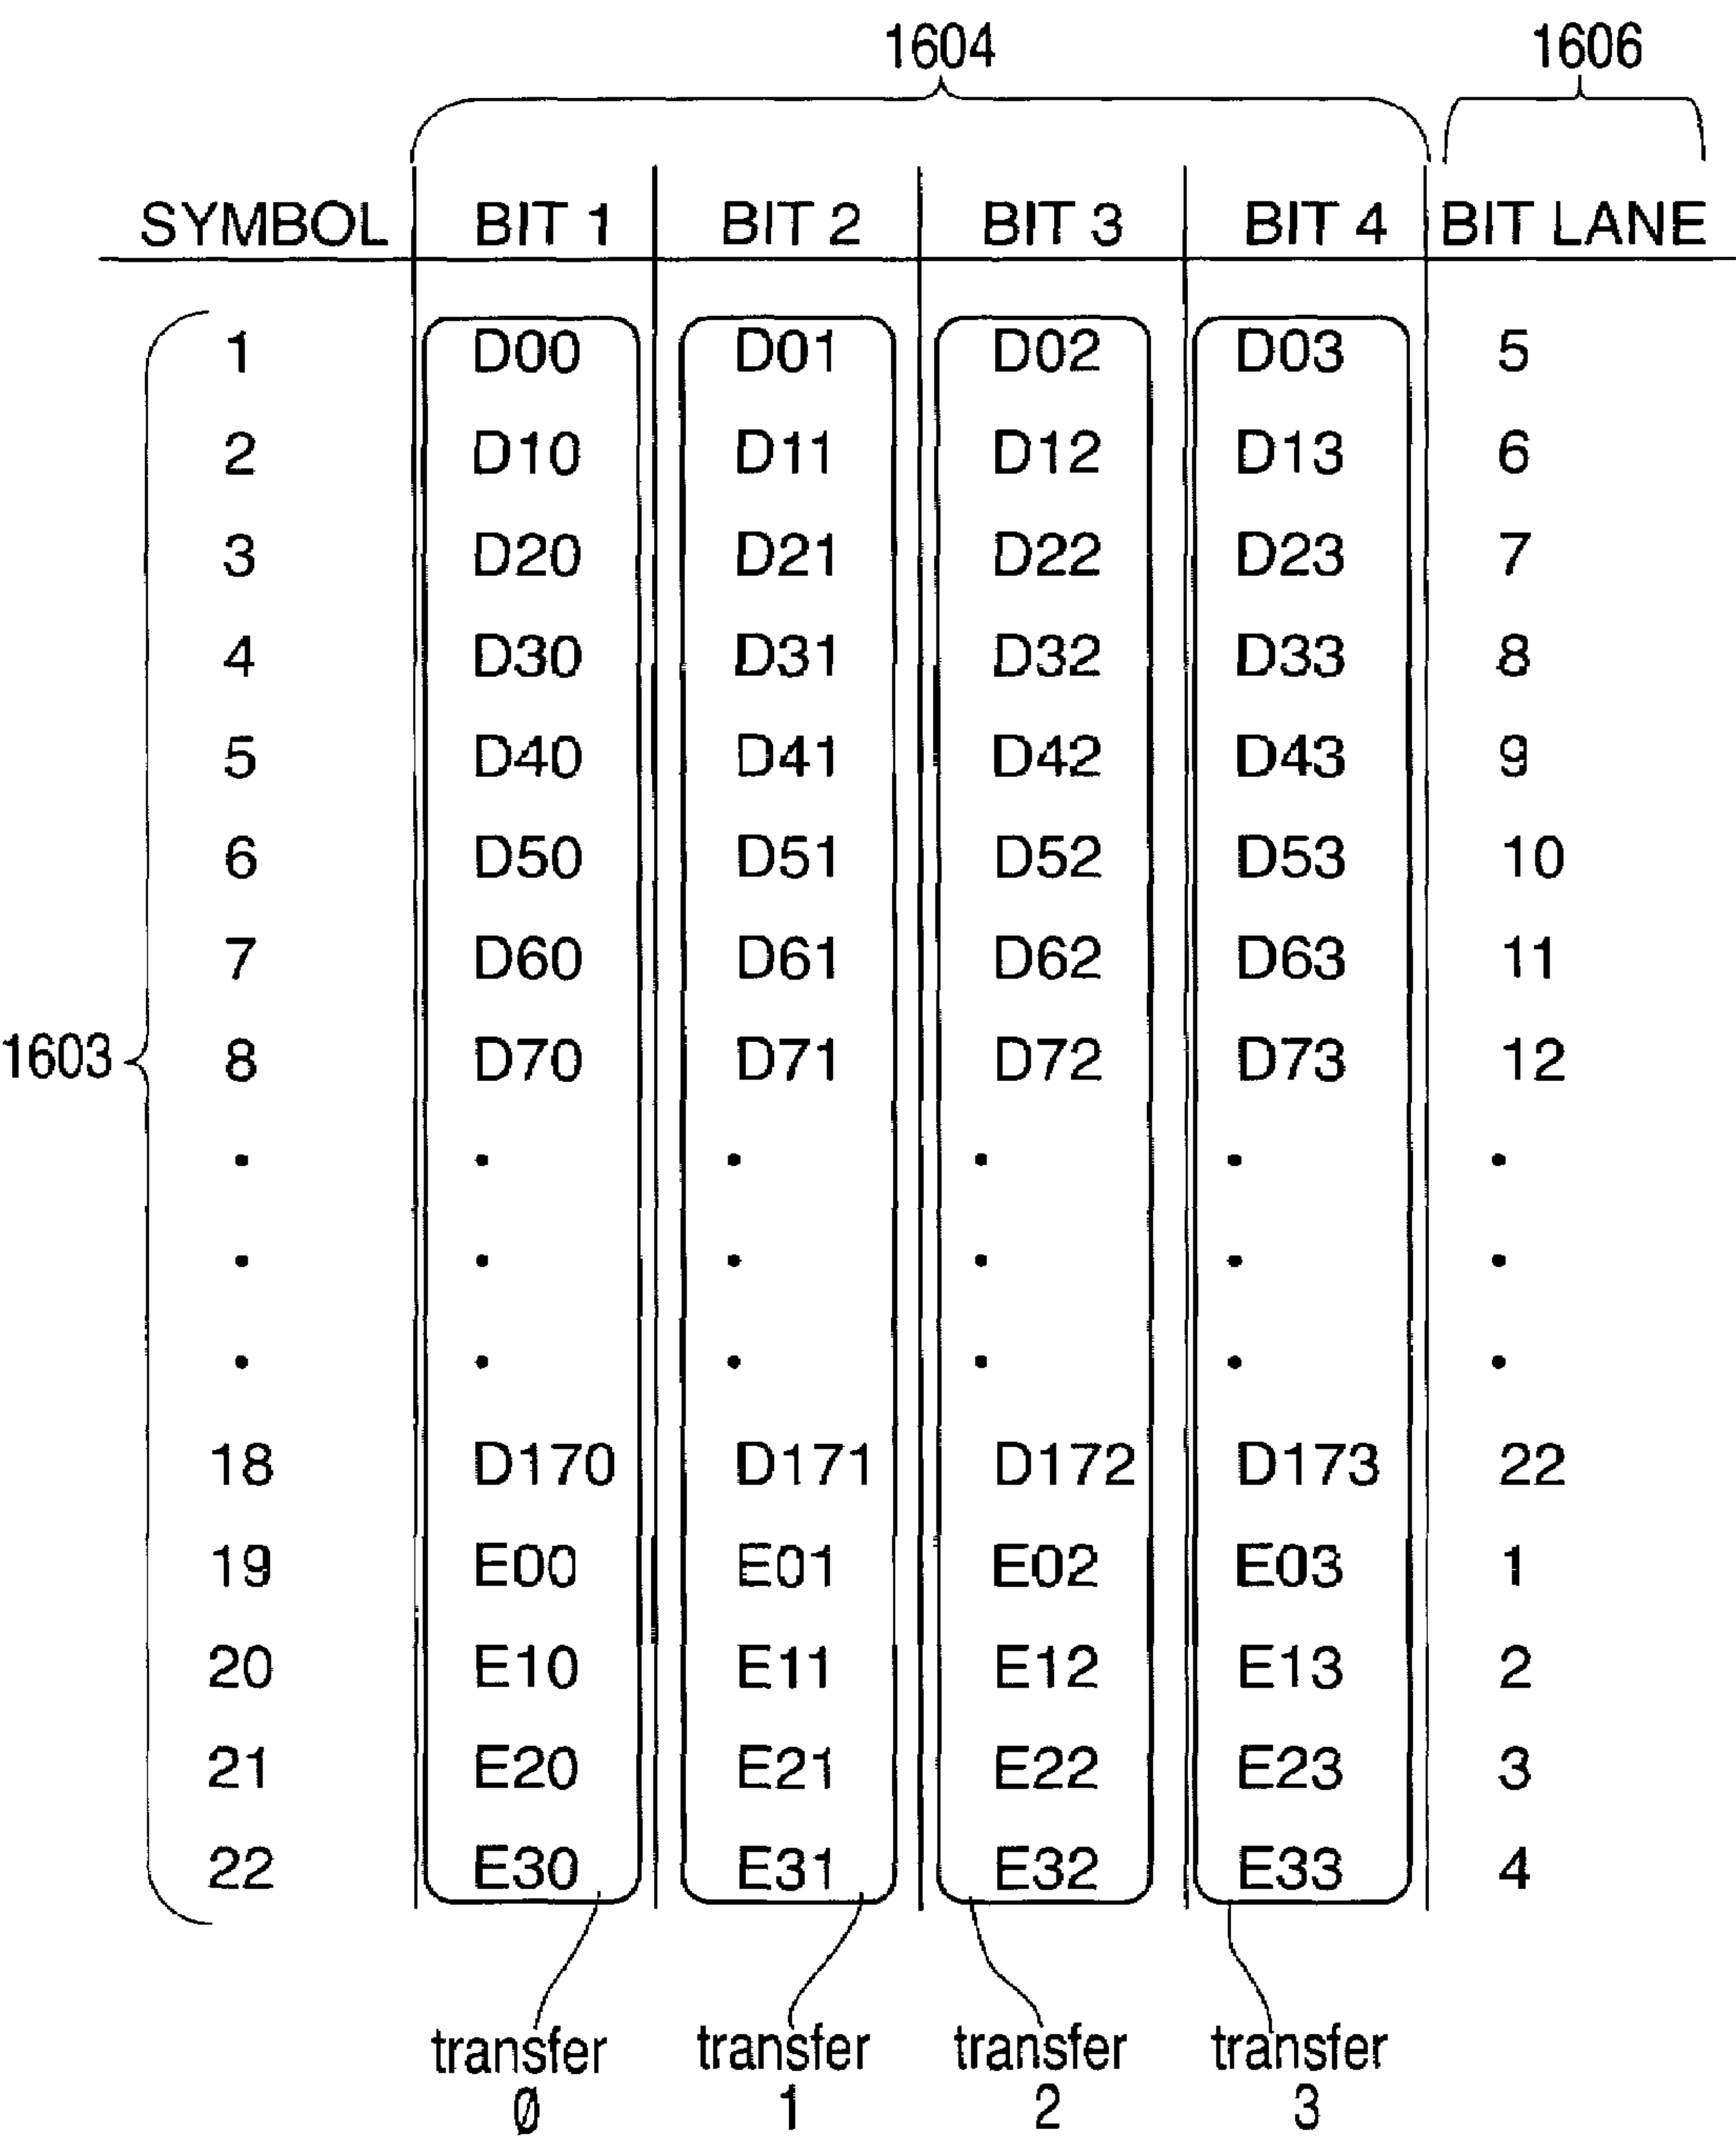 1604 1606
SYMBOL BIT 1 BIT 2 BIT 3 BIT 4 BIT LANE
1 D00 D01 D02 D03 5
2 D10 D11 D12 D13 6
3 D20 D21 D22 D23 7
4 D30 D31 D32 D33 8
5 D40 D41 D42 D43 9
6 D50 D51 D52 D53 10
7 D60 D61 D62 D63 11
1603 8 D70 D71 D72 D73 12
. . . . . .
. . . . . .
. . . . . .
18 D170 D171 D172 D173 22
19 E00 E01 E02 E03 1
20 E10 E11 E12 E13 2
21 E20 E21 E22 E23 3
22 E30 E31 E32 E33 4
transfer transfer transfer transfer
Ø 1 2 3